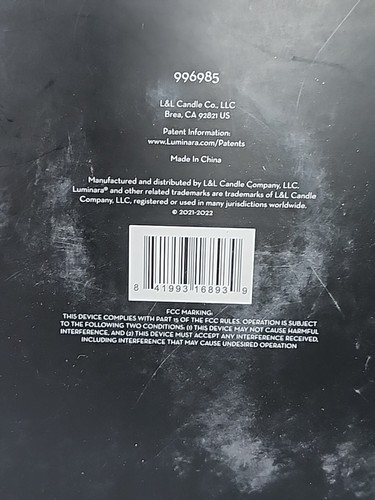 996985
L&L Candle Co., LLC
Brea, CA 92821 US
Patent Information:
www.Luminara.com/Patents
Made In China
Manufactured and distributed by L&L Candle Company, LLC.
Luminara® and other related trademarks are trademarks of L&L Candle
Company, LLC, registered or used in many jurisdictions worldwide.
© 2021-2022
8 41993 16893 9
FCC MARKING:
THIS DEVICE COMPLIES WITH PART 15 OF THE FCC RULES. OPERATION IS SUBJECT
TO THE FOLLOWING TWO CONDITIONS: (1) THIS DEVICE MAY NOT CAUSE HARMFUL
INTERFERENCE, AND (2) THIS DEVICE MUST ACCEPT ANY INTERFERENCE RECEIVED,
INCLUDING INTERFERENCE THAT MAY CAUSE UNDESIRED OPERATION